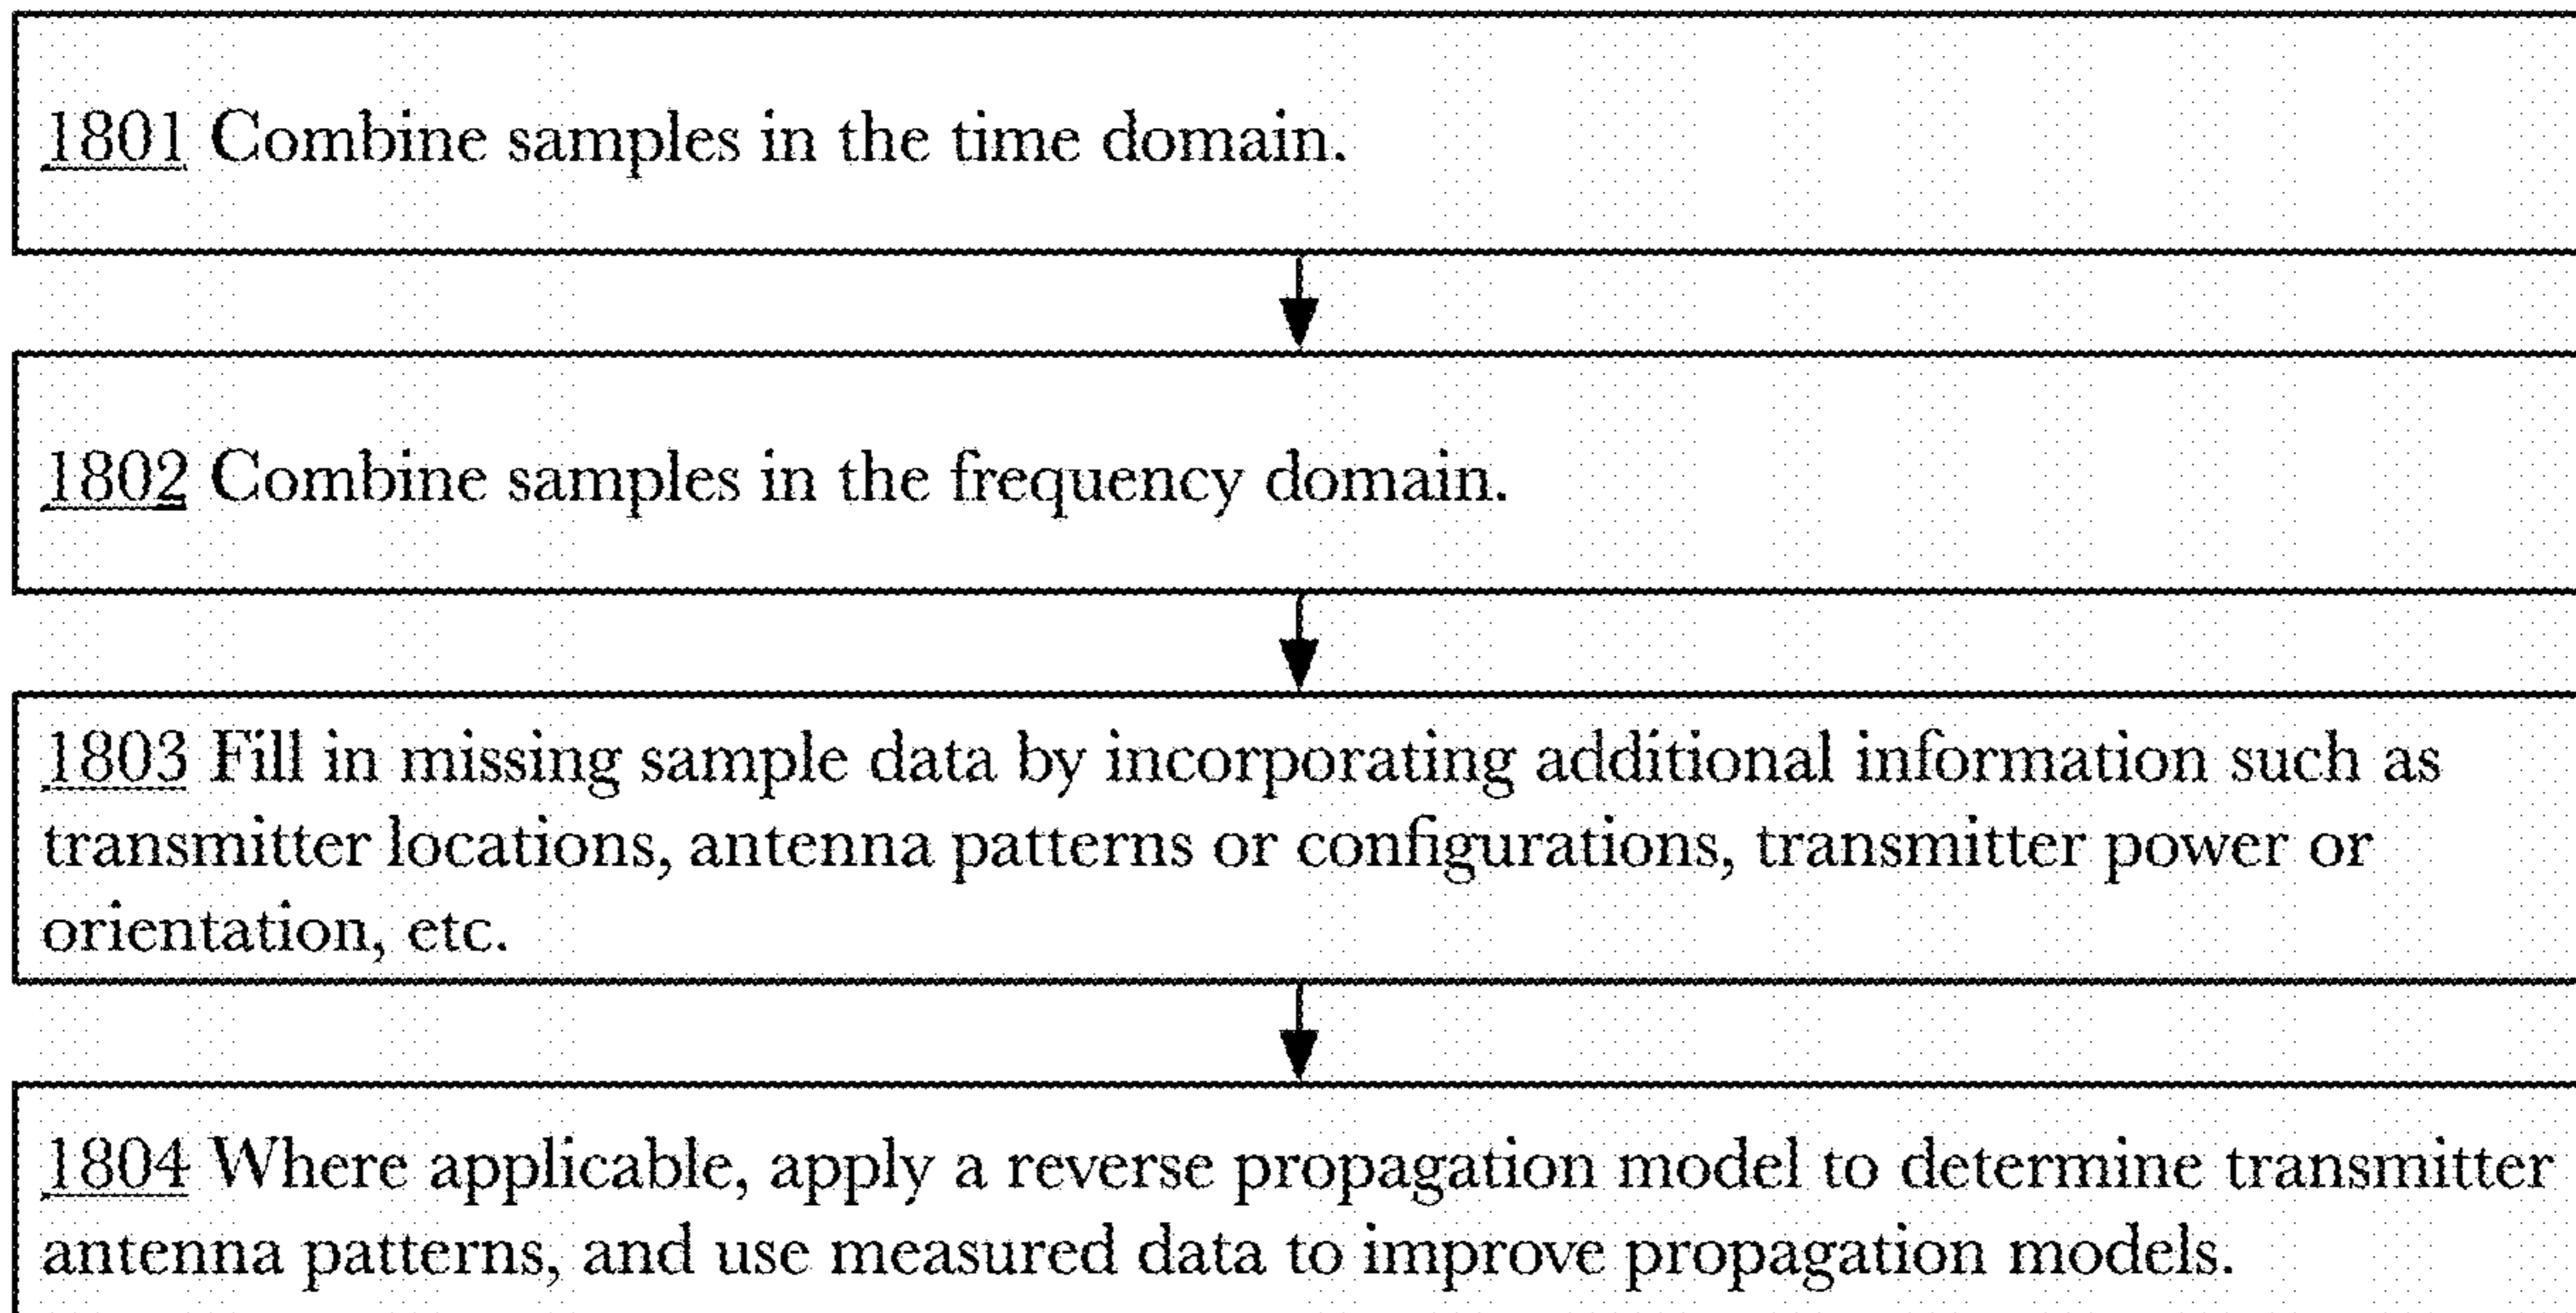 1801 Combine samples in the time domain.
1802 Combine samples in the frequency domain.
1803 Fill in missing sample data by incorporating additional information such as
transmitter locations, antenna patterns or configurations, transmitter power or
orientation, etc.
1804 Where applicable, apply a reverse propagation model to determine transmitter
antenna patterns, and use measured data to improve propagation models.